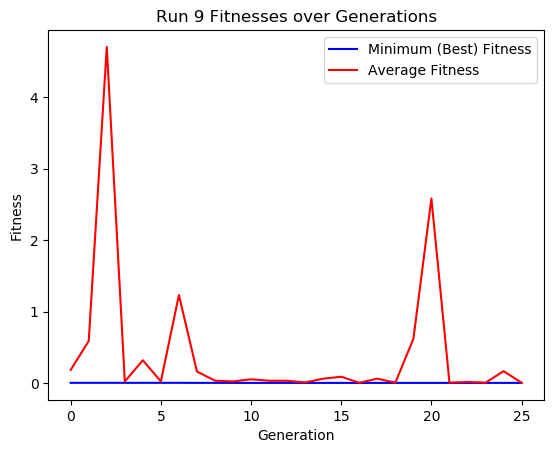 Run 9 Fitnesses over Generations
Minimum (Best) Fitness
Average Fitness
4
3
2
1
0
Fitness
0 5 10 15 20 25
Generation